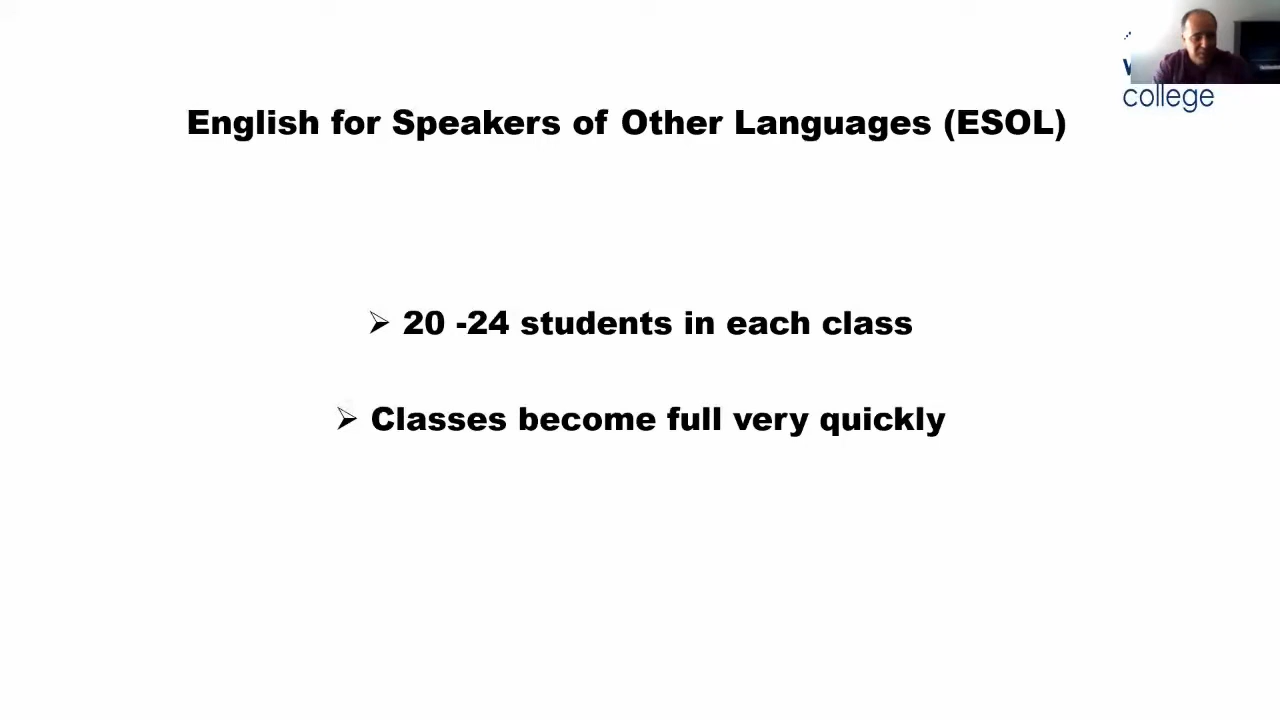 college
English for Speakers of Other Languages (ESOL)
➢ 20 -24 students in each class
➢ Classes become full very quickly